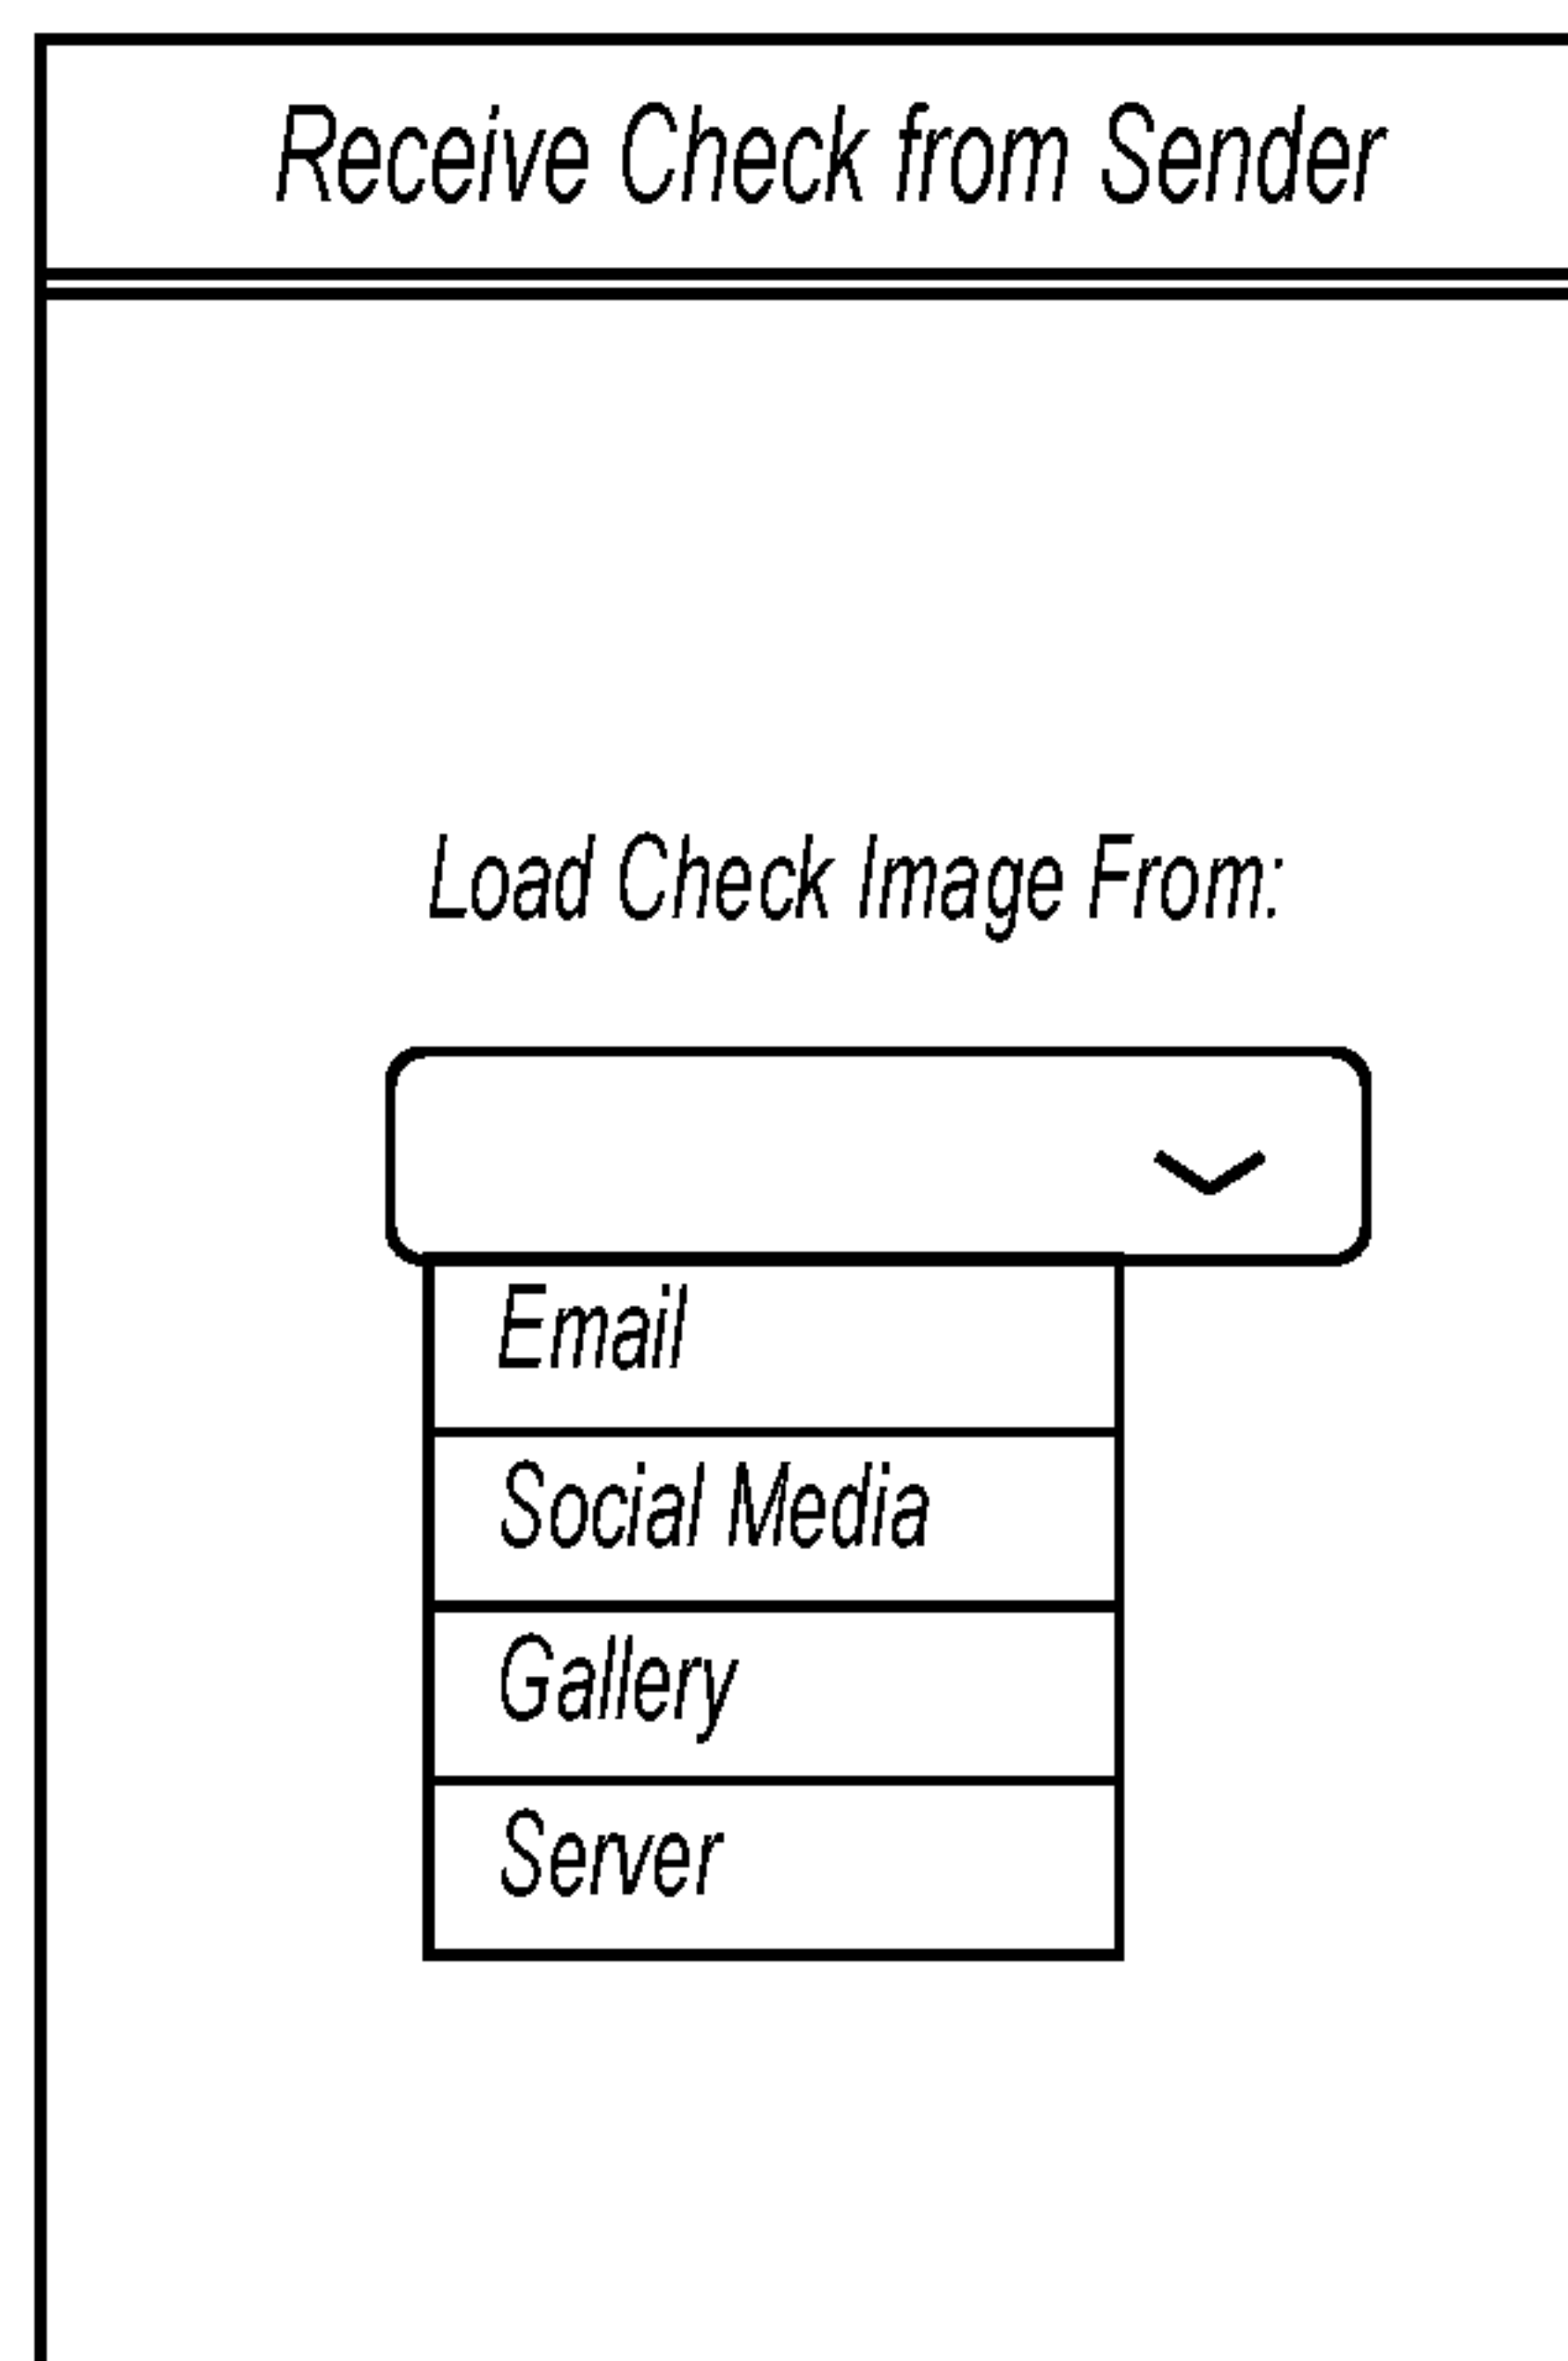 Receive Check from Sender
Load Check Image From:
Email
Social Media
Gallery
Server